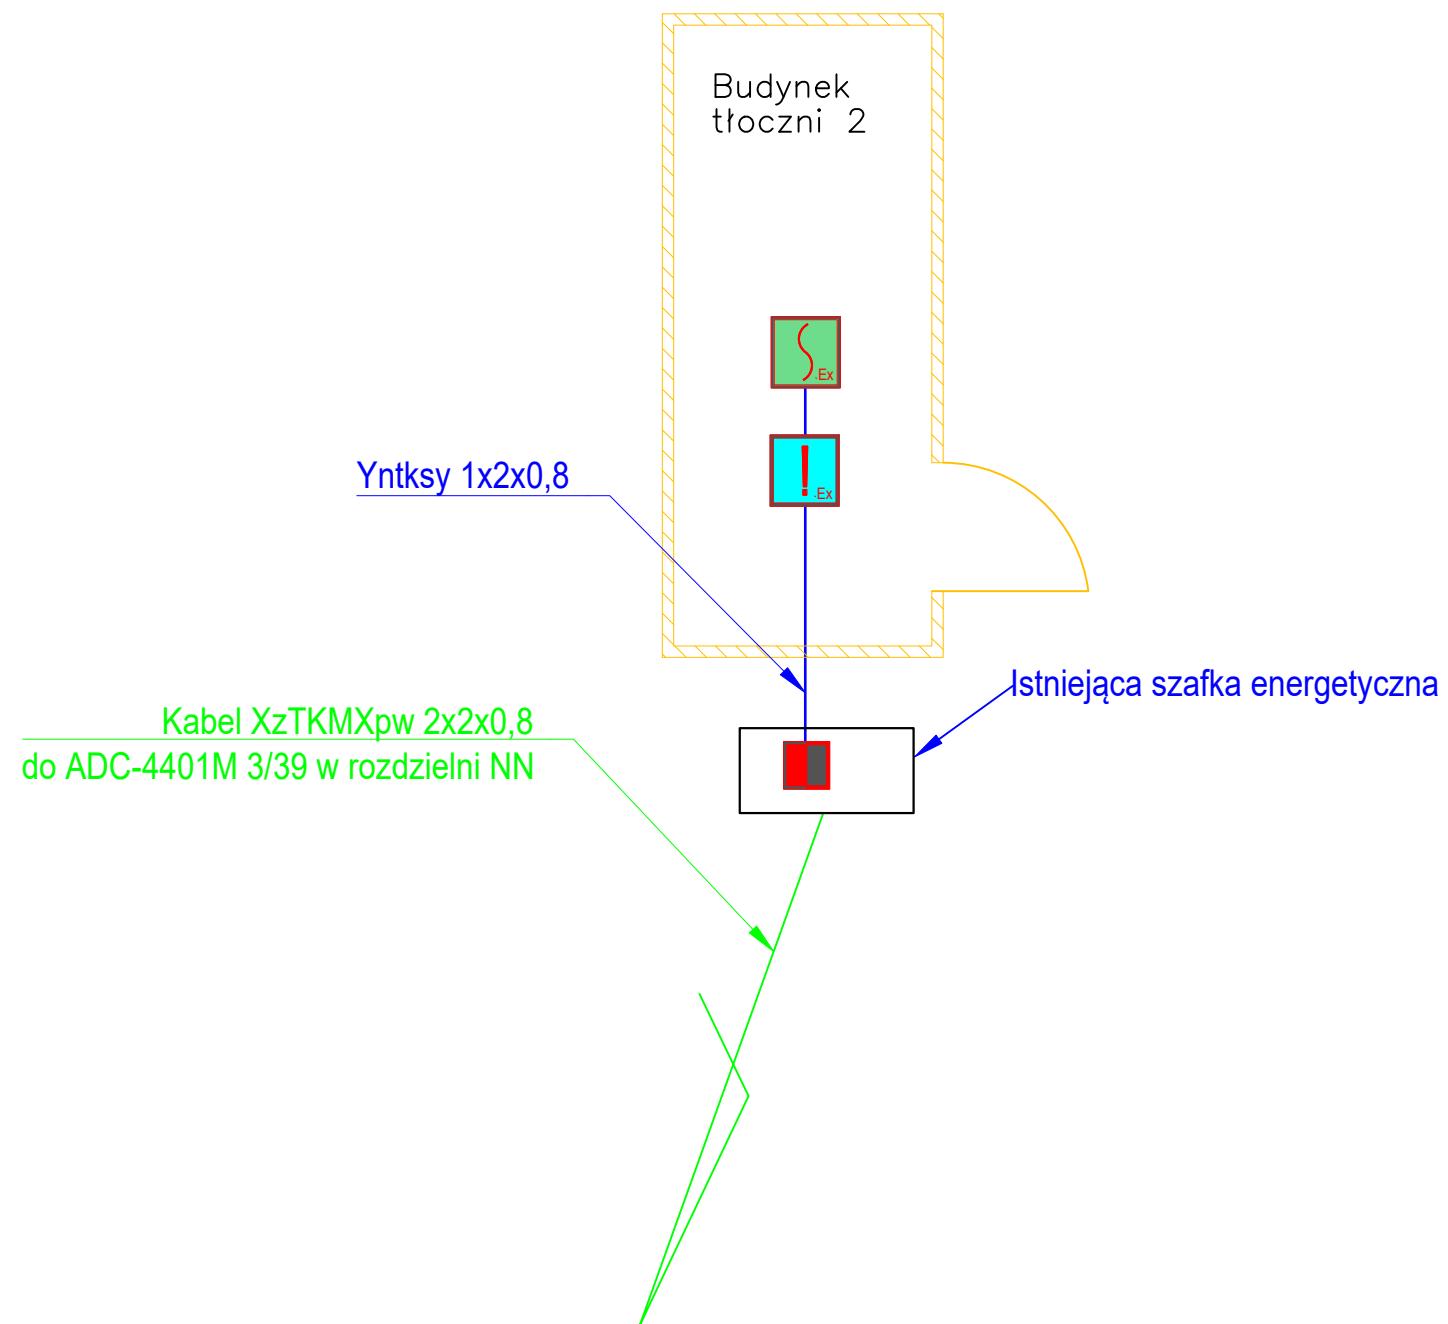 Budynek
tłoczni 2
.Ex
!
.Ex
Yntksy 1x2x0,8
Istniejąca szafka energetyczna
Kabel XzTKMXpw 2x2x0,8
do ADC-4401M 3/39 w rozdzielni NN